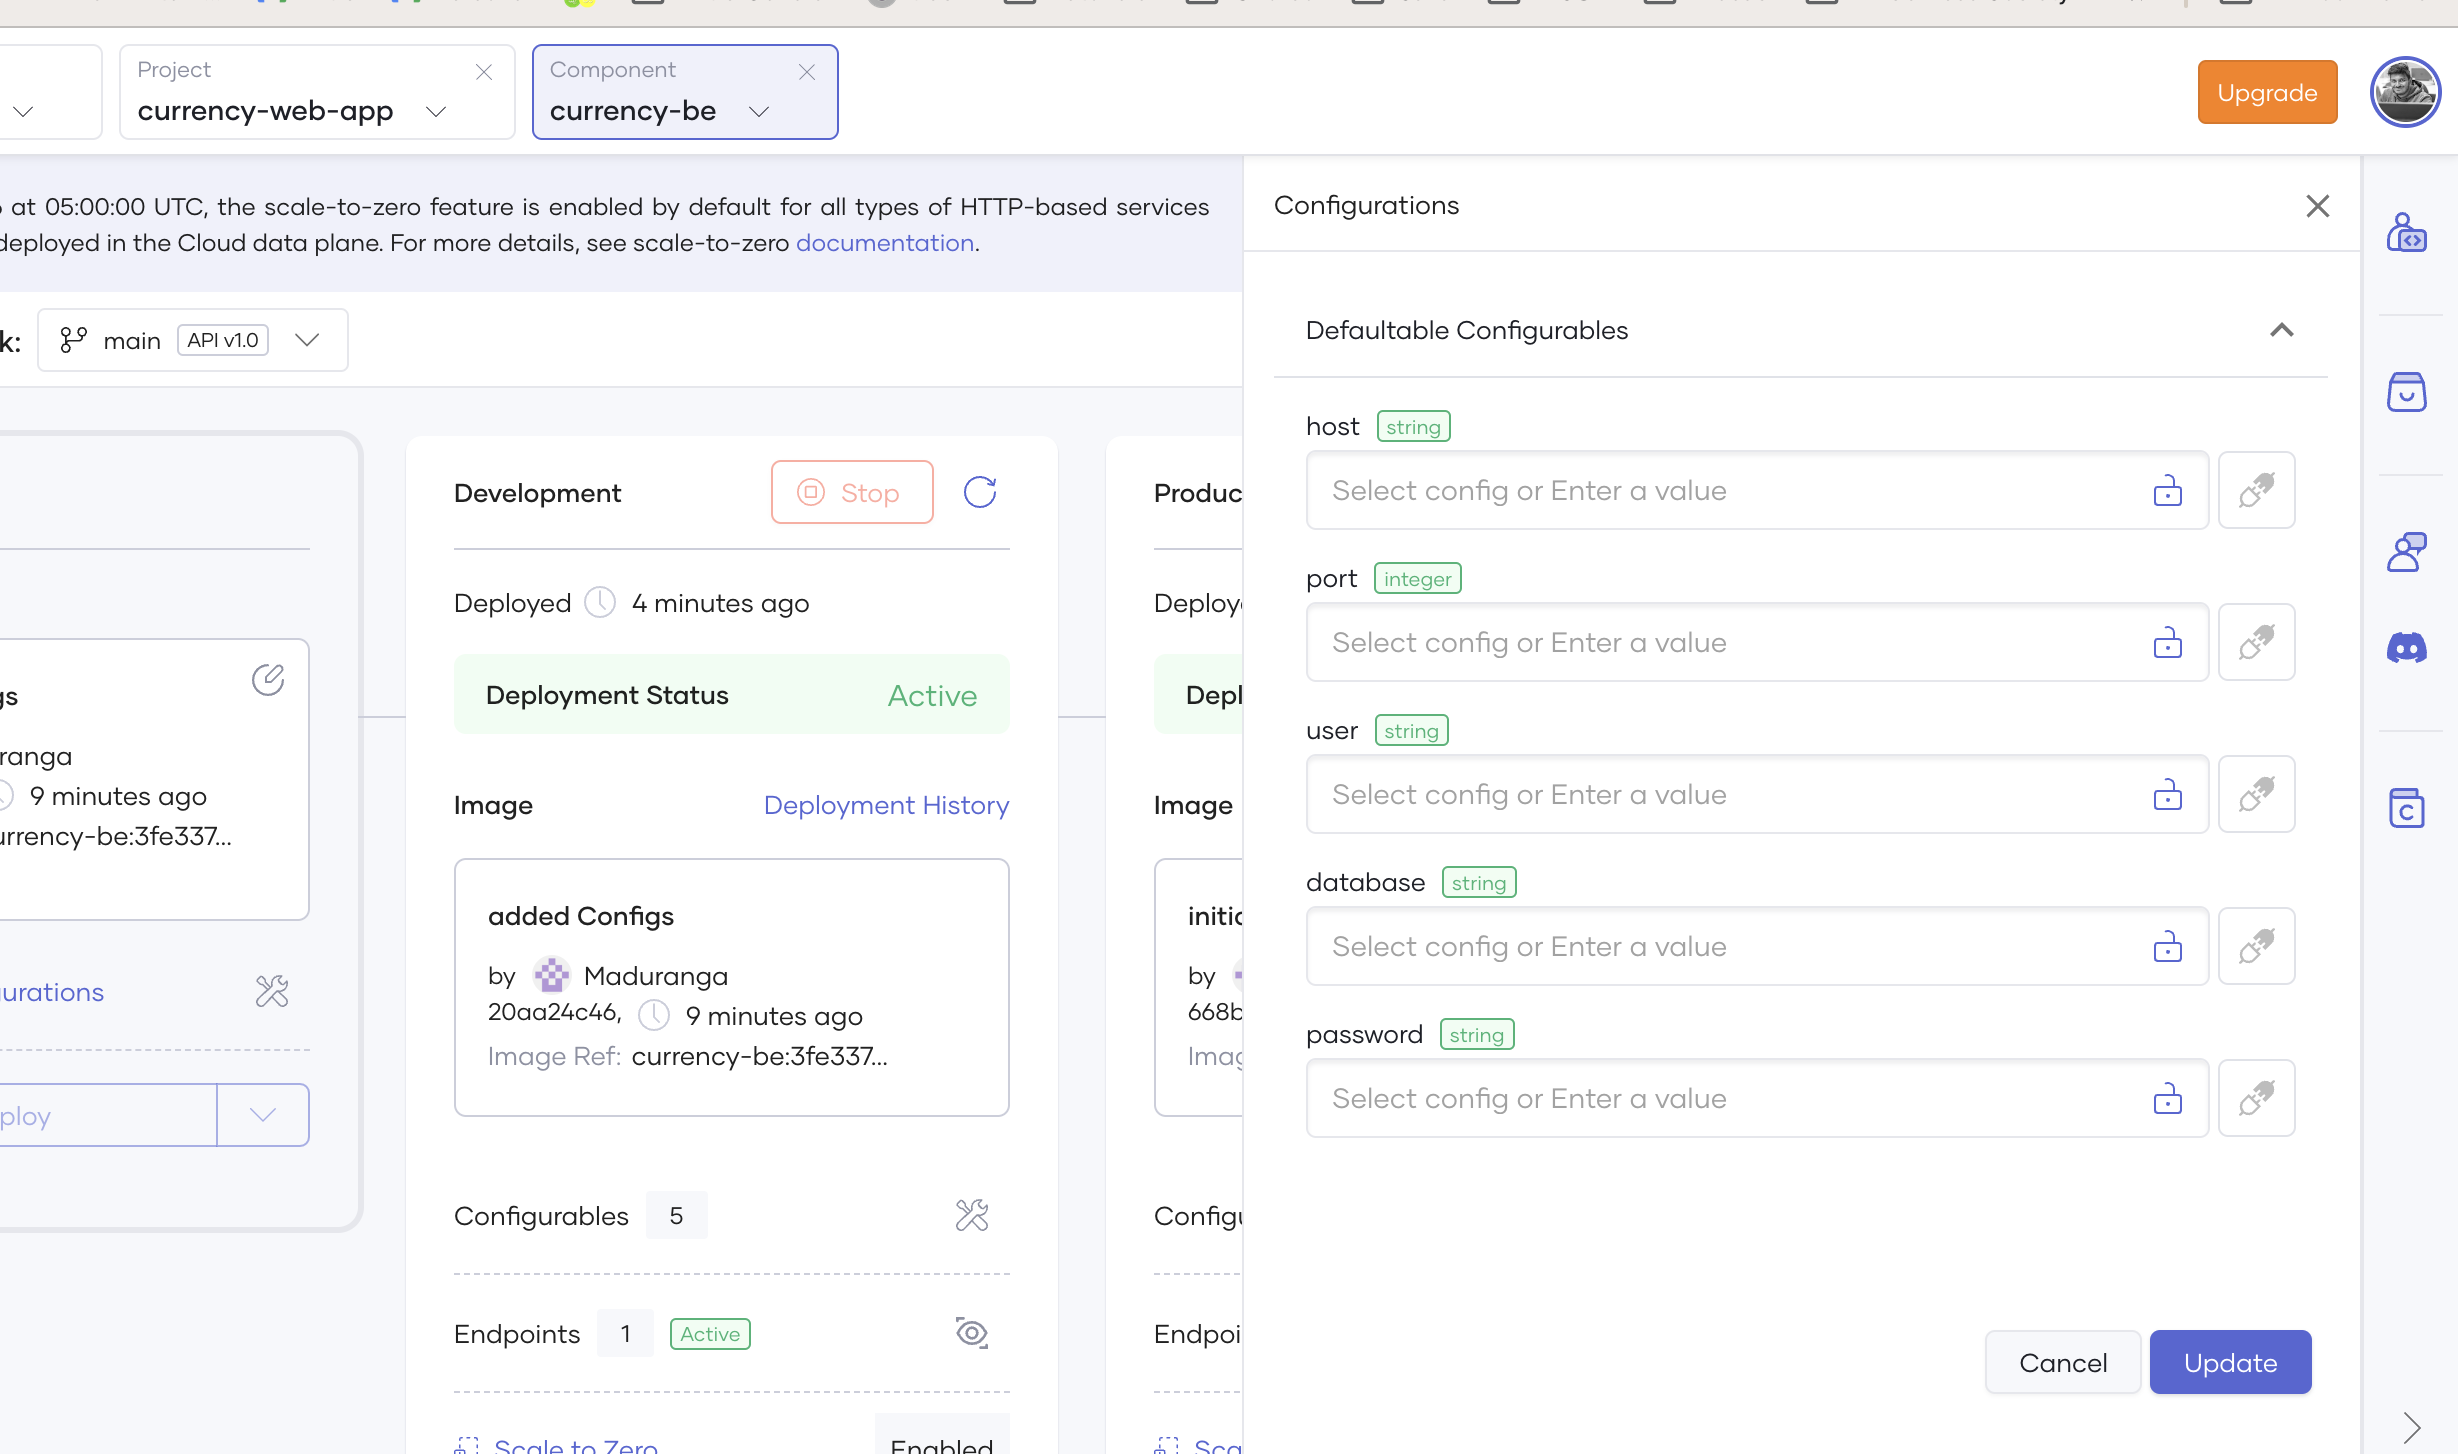 Project
currency-web-app
Component
currency-be
Upgrade
at 05:00:00 UTC, the scale-to-zero feature is enabled by default for all types of HTTP-based services
deployed in the Cloud data plane. For more details, see scale-to-zero documentation.
k:
main
API v1.0
gs
ranga
9 minutes ago
urrency-be:3fe337...
urations
ploy
Development
Stop
Deployed
4 minutes ago
Deployment Status
Active
Image
Deployment History
added Configs
by Maduranga
20aa24c46, 9 minutes ago
Image Ref: currency-be:3fe337...
Configurables 5
Endpoints 1 Active
Scale to Zero
Enabled
Produc
Deploy
Depl
Image
initia
by
668b
Imag
Configu
Endpoi
Sca
Configurations
Defaultable Configurables
host string
Select config or Enter a value
port integer
Select config or Enter a value
user string
Select config or Enter a value
database string
Select config or Enter a value
password string
Select config or Enter a value
Cancel
Update